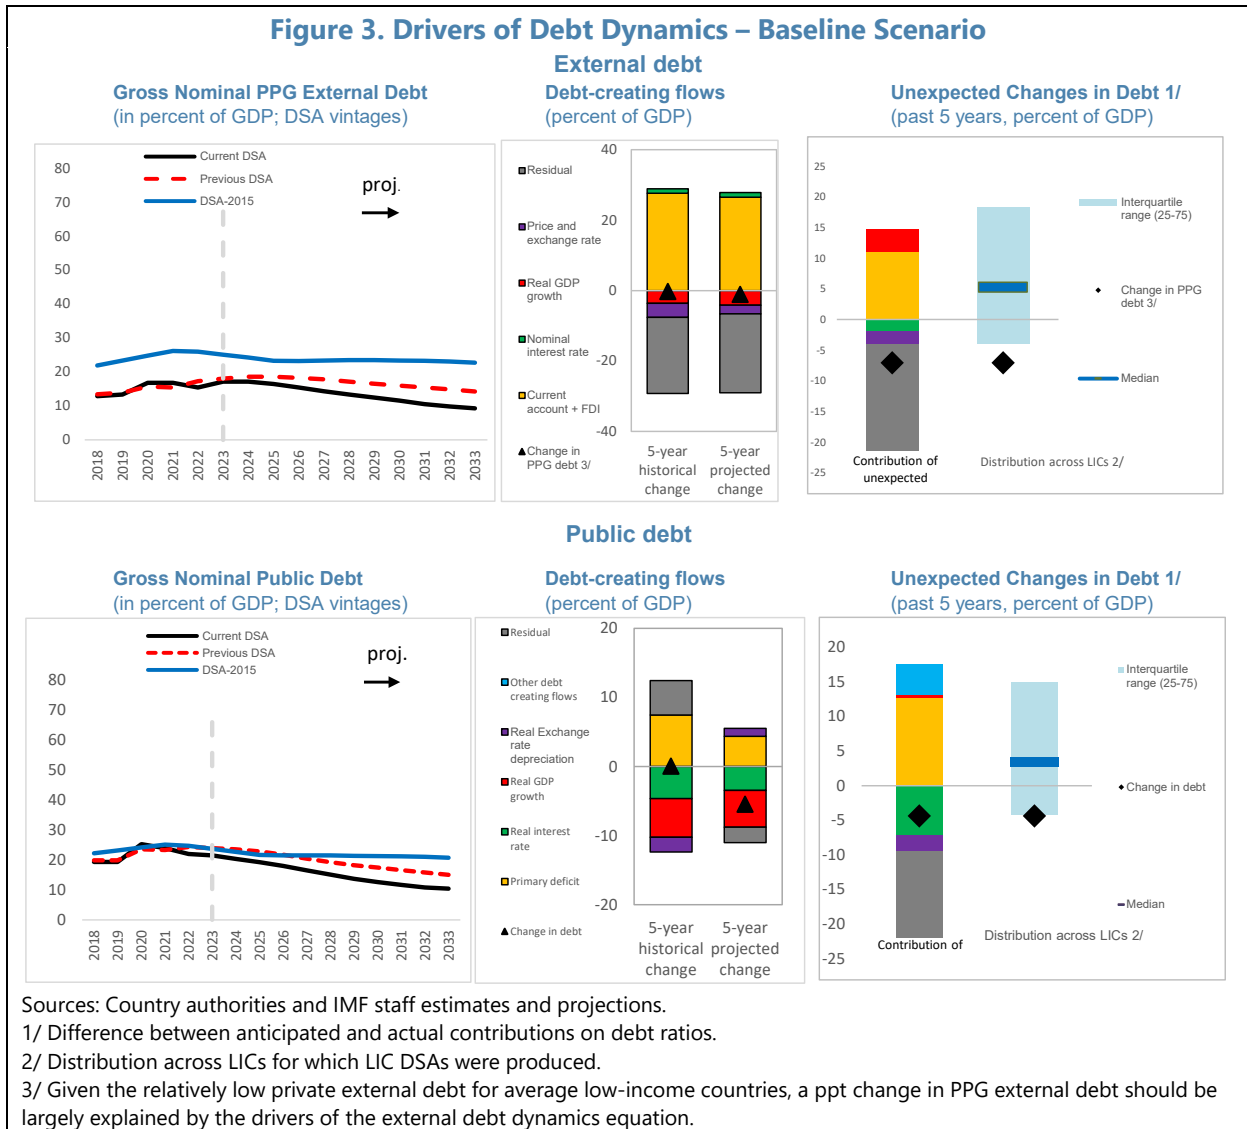 Figure 3. Drivers of Debt Dynamics – Baseline Scenario
External debt
Gross Nominal PPG External Debt
(in percent of GDP; DSA vintages)
Current DSA
Previous DSA
DSA-2015
proj.
80
70
60
50
40
30
20
10
0
2018
2019
2020
2021
2022
2023
2024
2025
2026
2027
2028
2029
2030
2031
2032
2033
Debt-creating flows
(percent of GDP)
Residual
Price and
exchange rate
Real GDP
growth
Nominal
interest rate
Current
account + FDI
Change in
PPG debt 3/
40
20
0
-20
-40
5-year
historical
change
5-year
projected
change
Unexpected Changes in Debt 1/
(past 5 years, percent of GDP)
25
20
15
10
5
0
-5
-10
-15
-20
-25
Interquartile
range (25-75)
Change in PPG
debt 3/
Median
Contribution of
unexpected
Distribution across LICs 2/
Public debt
Gross Nominal Public Debt
(in percent of GDP; DSA vintages)
Current DSA
Previous DSA
DSA-2015
proj.
80
70
60
50
40
30
20
10
0
2018
2019
2020
2021
2022
2023
2024
2025
2026
2027
2028
2029
2030
2031
2032
2033
Debt-creating flows
(percent of GDP)
Residual
Other debt
creating flows
Real Exchange
rate
depreciation
Real GDP
growth
Real interest
rate
Primary deficit
Change in debt
20
10
0
-10
-20
5-year
historical
change
5-year
projected
change
Unexpected Changes in Debt 1/
(past 5 years, percent of GDP)
20
15
10
5
0
-5
-10
-15
-20
-25
Interquartile
range (25-75)
Change in debt
Median
Contribution of
Distribution across LICs 2/
Sources: Country authorities and IMF staff estimates and projections.
1/ Difference between anticipated and actual contributions on debt ratios.
2/ Distribution across LICs for which LIC DSAs were produced.
3/ Given the relatively low private external debt for average low-income countries, a ppt change in PPG external debt should be
largely explained by the drivers of the external debt dynamics equation.